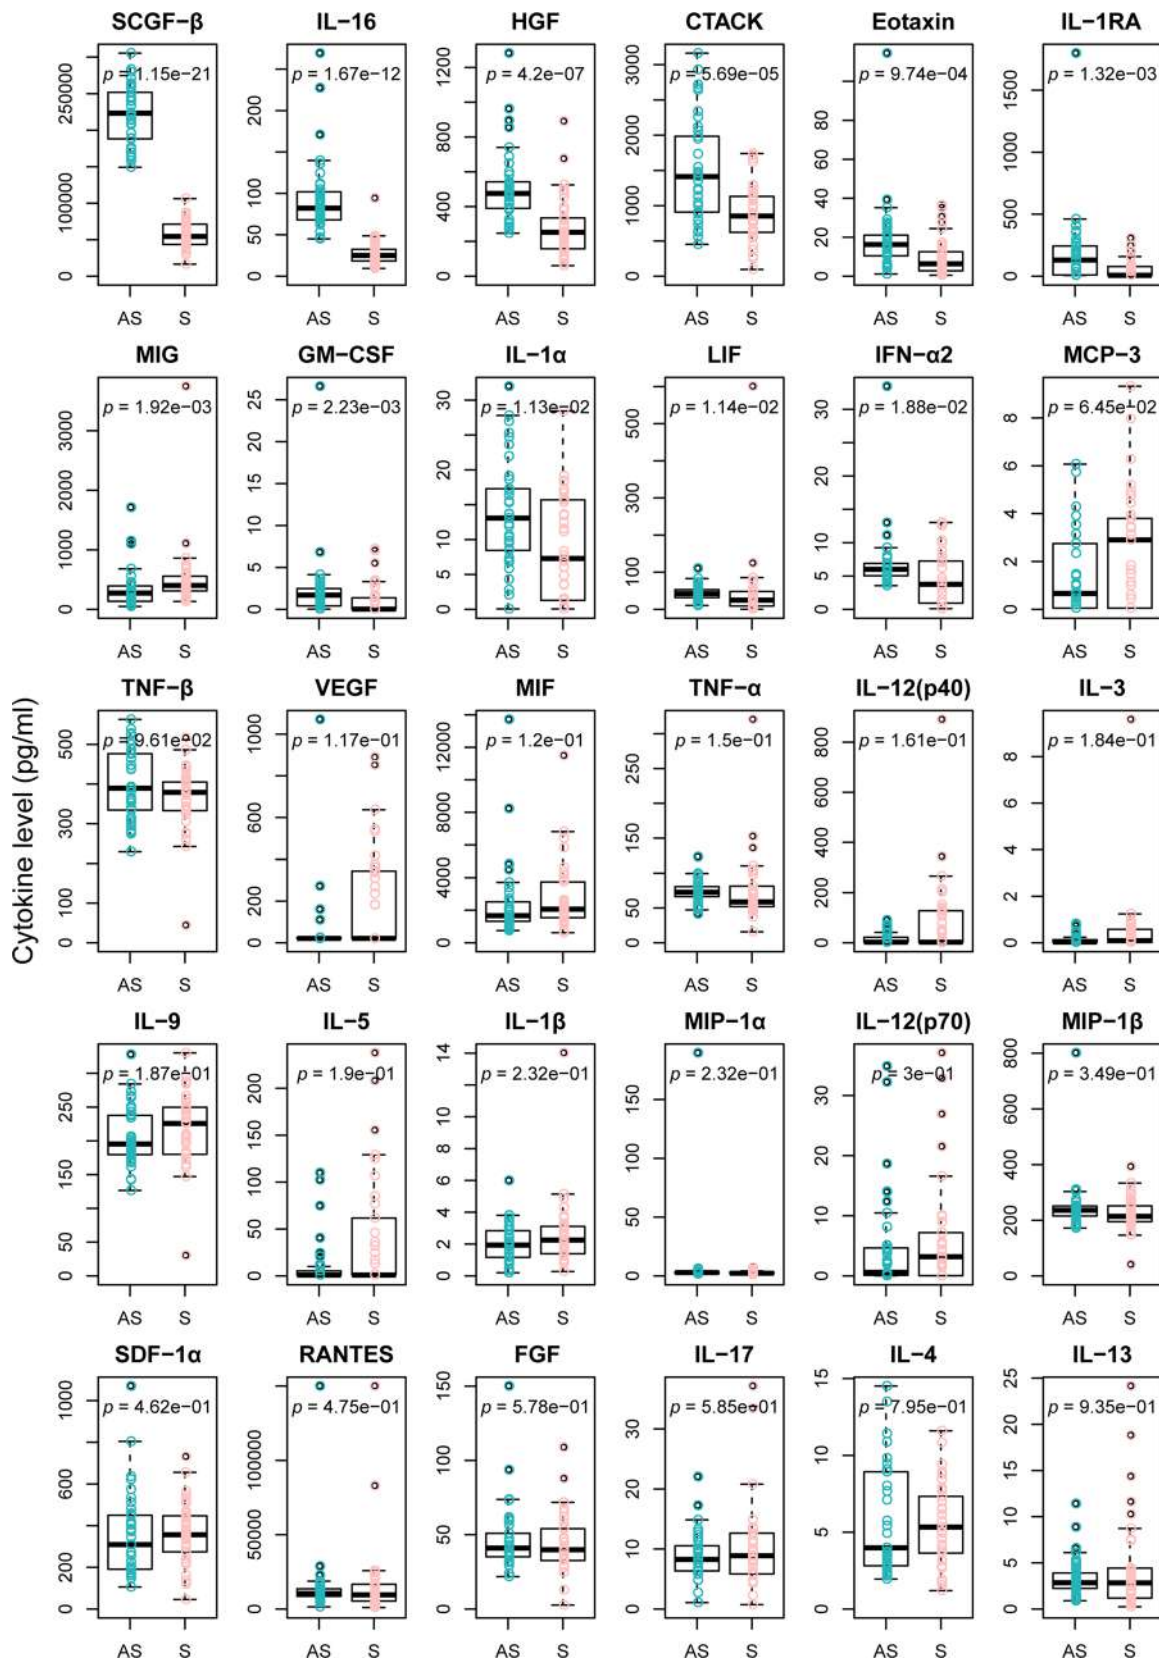 SCGF−β IL−16 HGF CTACK Eotaxin IL−1RA
p = 1.15e−21 p = 1.67e−12 p = 4.2e−07 p = 5.69e−05 p = 9.74e−04 p = 1.32e−03
0 100000 250000
0 50 100 200
0 400 800 1200
0 1000 2000 3000
0 20 40 60 80
0 500 1000 1500
AS S AS S AS S AS S AS S AS S
MIG GM−CSF IL−1α LIF IFN−α2 MCP−3
p = 1.92e−03 p = 2.23e−03 p = 1.13e−02 p = 1.14e−02 p = 1.88e−02 p = 6.45e−02
0 1000 2000 3000
0 5 10 15 20 25
0 5 10 20 30
0 100 300 500
0 5 10 20 30
0 2 4 6 8
AS S AS S AS S AS S AS S AS S
Cytokine level (pg/ml)
TNF−β VEGF MIF TNF−α IL−12(p40) IL−3
p = 9.61e−02 p = 1.17e−01 p = 1.2e−01 p = 1.5e−01 p = 1.61e−01 p = 1.84e−01
0 100 300 500
0 200 600 1000
0 4000 8000 12000
0 50 150 250
0 200 400 600 800
0 2 4 6 8
AS S AS S AS S AS S AS S AS S
IL−9 IL−5 IL−1β MIP−1α IL−12(p70) MIP−1β
p = 1.87e−01 p = 1.9e−01 p = 2.32e−01 p = 2.32e−01 p = 3e−01 p = 3.49e−01
0 50 150 250
0 50 100 150 200
0 2 4 6 8 10 14
0 50 100 150
0 10 20 30
0 200 400 600 800
AS S AS S AS S AS S AS S AS S
SDF−1α RANTES FGF IL−17 IL−4 IL−13
p = 4.62e−01 p = 4.75e−01 p = 5.78e−01 p = 5.85e−01 p = 7.95e−01 p = 9.35e−01
0 200 600 1000
0 50000 100000
0 50 100 150
0 10 20 30
0 5 10 15
0 5 10 15 20 25
AS S AS S AS S AS S AS S AS S